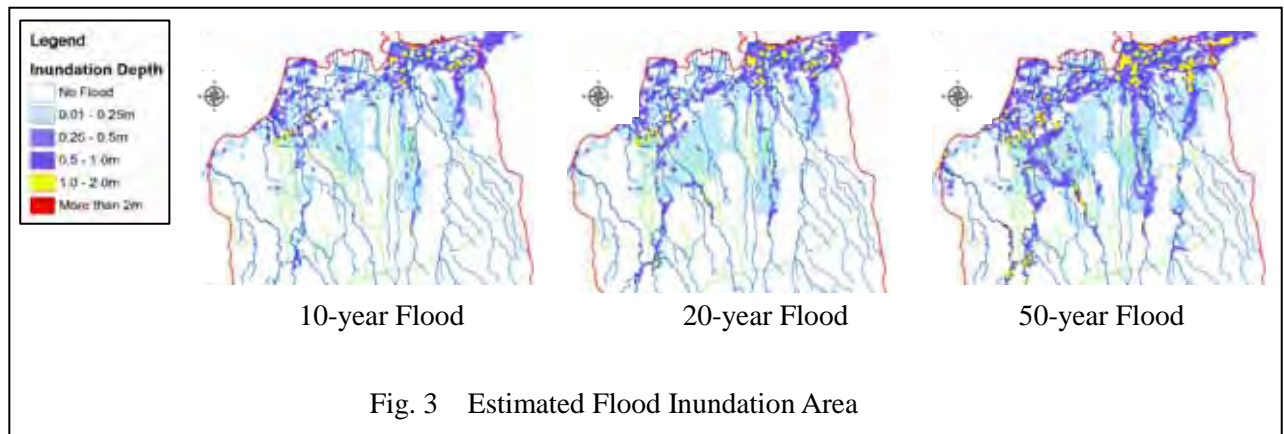 Legend
Inundation Depth
No Flood
0.01 - 0.25m
0.25 - 0.5m
0.5 - 1.0m
1.0 - 2.0m
More than 2m
10-year Flood
20-year Flood
50-year Flood
Fig. 3 Estimated Flood Inundation Area